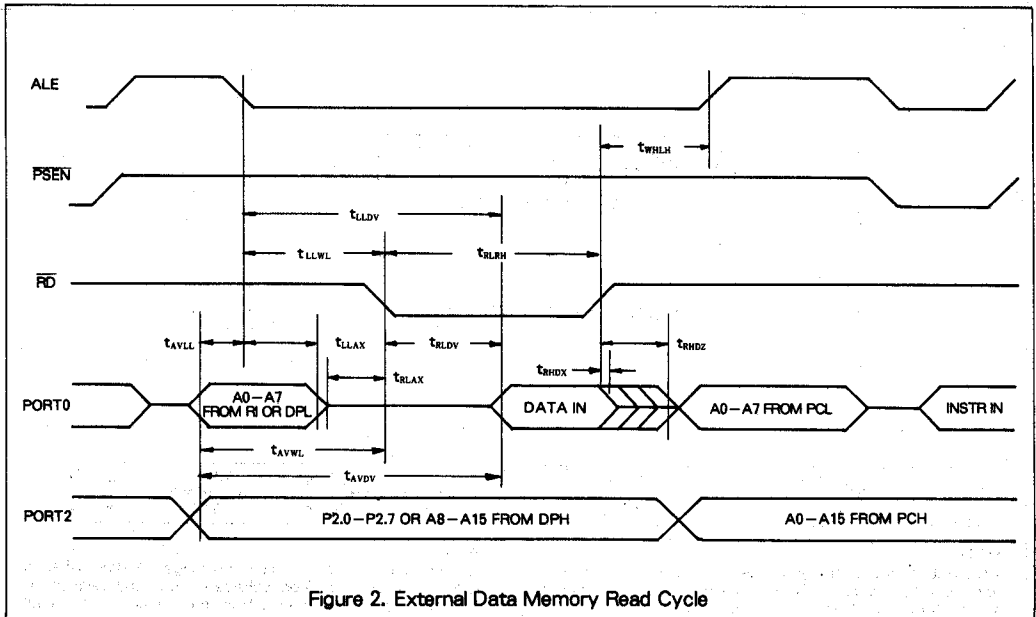 ALE
tWHLH
PSEN
tLLDV
tLLWL
tRLRH
RD
tAVLL
tLLAX
tRLDV
tRHDZ
tRLAX
tRHDX
PORT0
A0-A7
FROM RI OR DPL
DATA IN
A0-A7 FROM PCL
INSTR IN
tAVWL
tAVDV
PORT2
P2.0-P2.7 OR A8-A15 FROM DPH
A0-A15 FROM PCH
Figure 2. External Data Memory Read Cycle